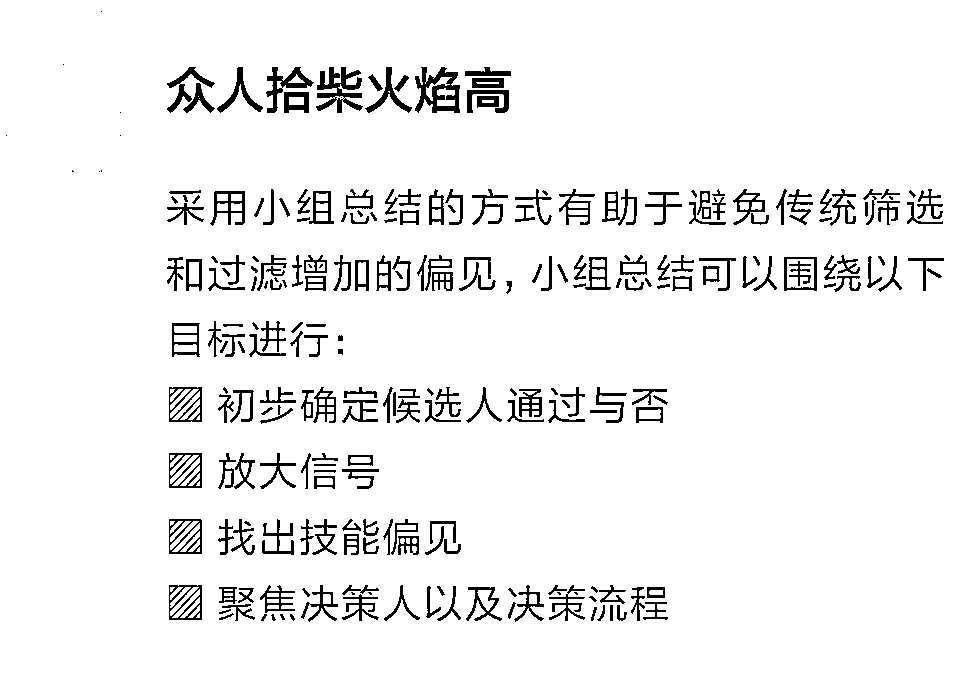 众人拾柴火焰高
采用小组总结的方式有助于避免传统筛选
和过滤增加的偏见，小组总结可以围绕以下
目标进行：
▨ 初步确定候选人通过与否
▨ 放大信号
▨ 找出技能偏见
▨ 聚焦决策人以及决策流程